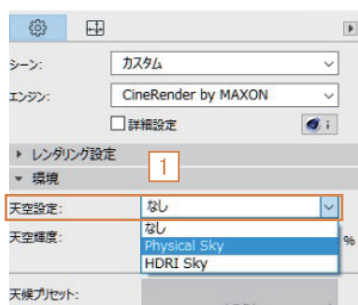 シーン: カスタム
エンジン: CineRender by MAXON
詳細設定 i
レンダリング設定
1
環境
天空設定: なし
なし
天空輝度: Physical Sky %
HDRI Sky
天候プリセット: